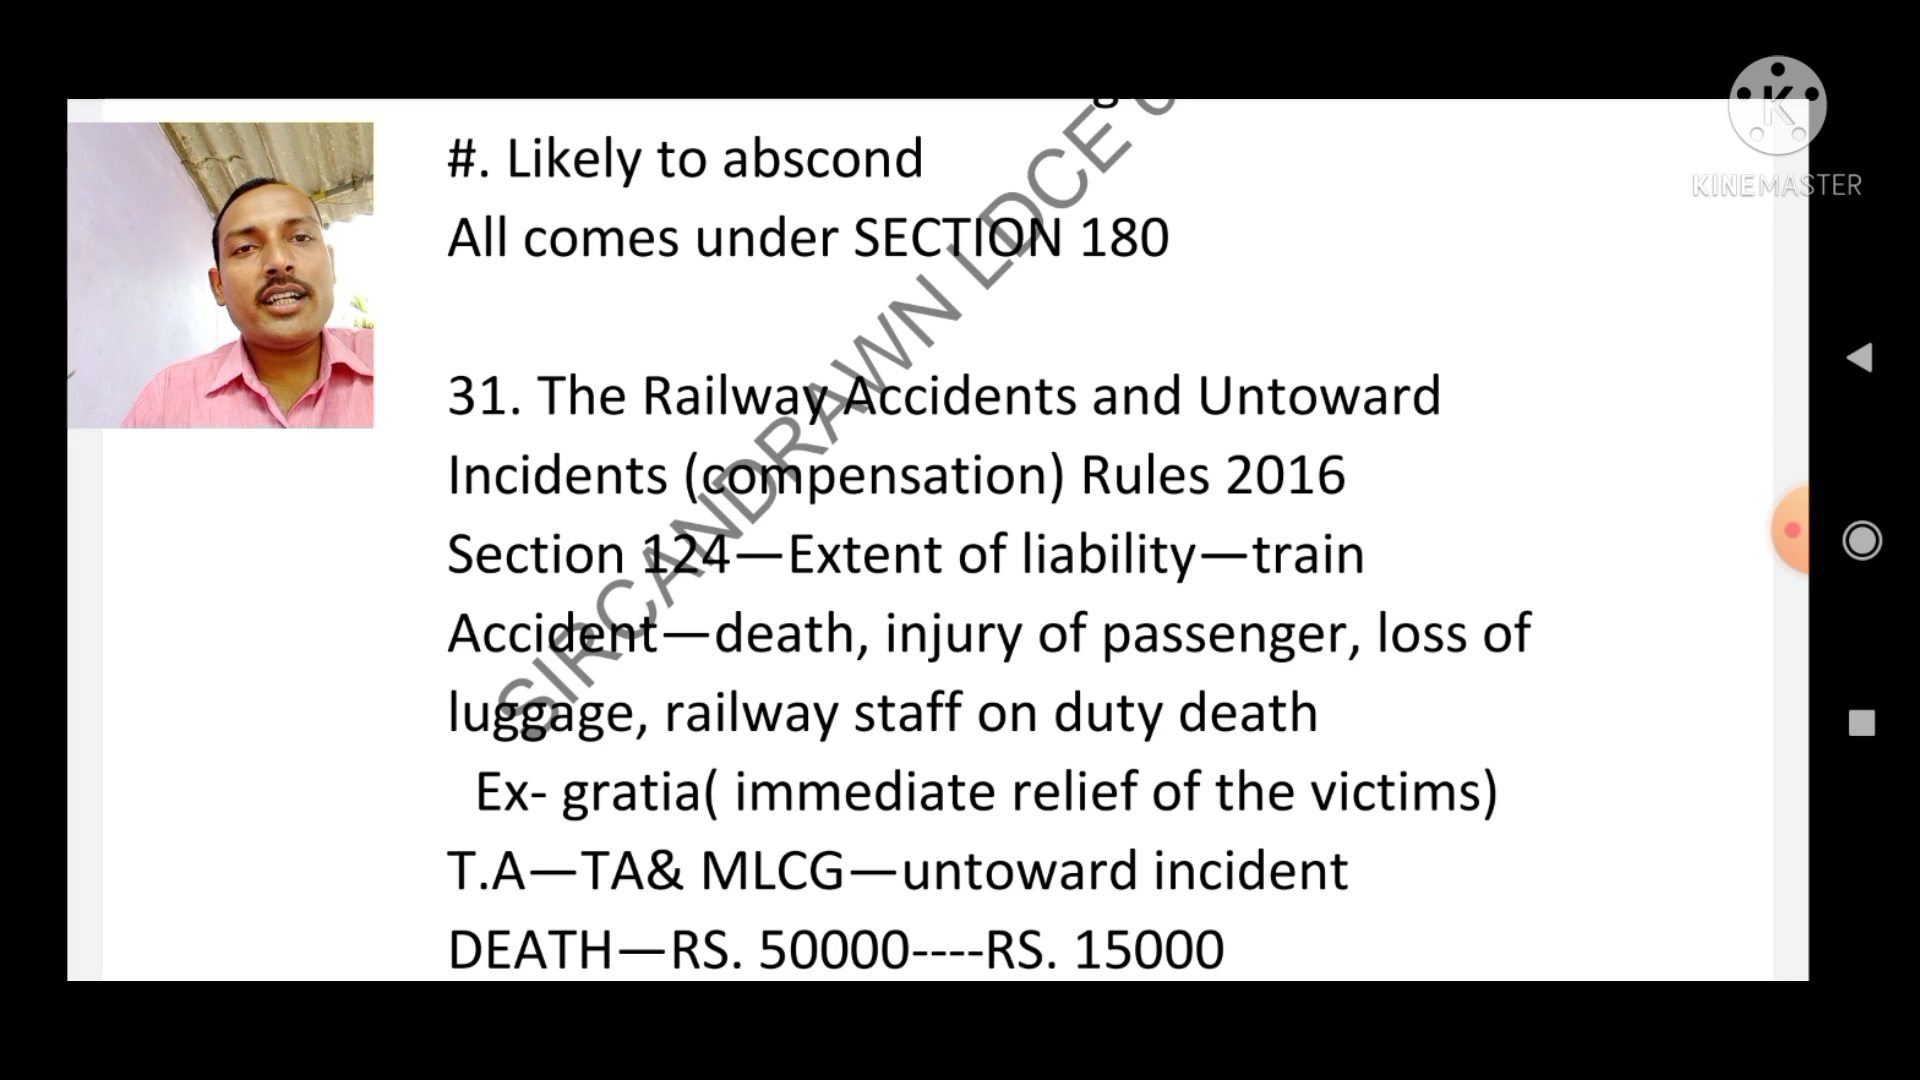 #. Likely to abscond
All comes under SECTION 180
31. The Railway Accidents and Untoward
Incidents (compensation) Rules 2016
Section 124—Extent of liability—train
Accident—death, injury of passenger, loss of
luggage, railway staff on duty death
Ex- gratia( immediate relief of the victims)
T.A—TA& MLCG—untoward incident
DEATH—RS. 50000----RS. 15000
SIRCANDRAWN LDCE
K
KINEMASTER